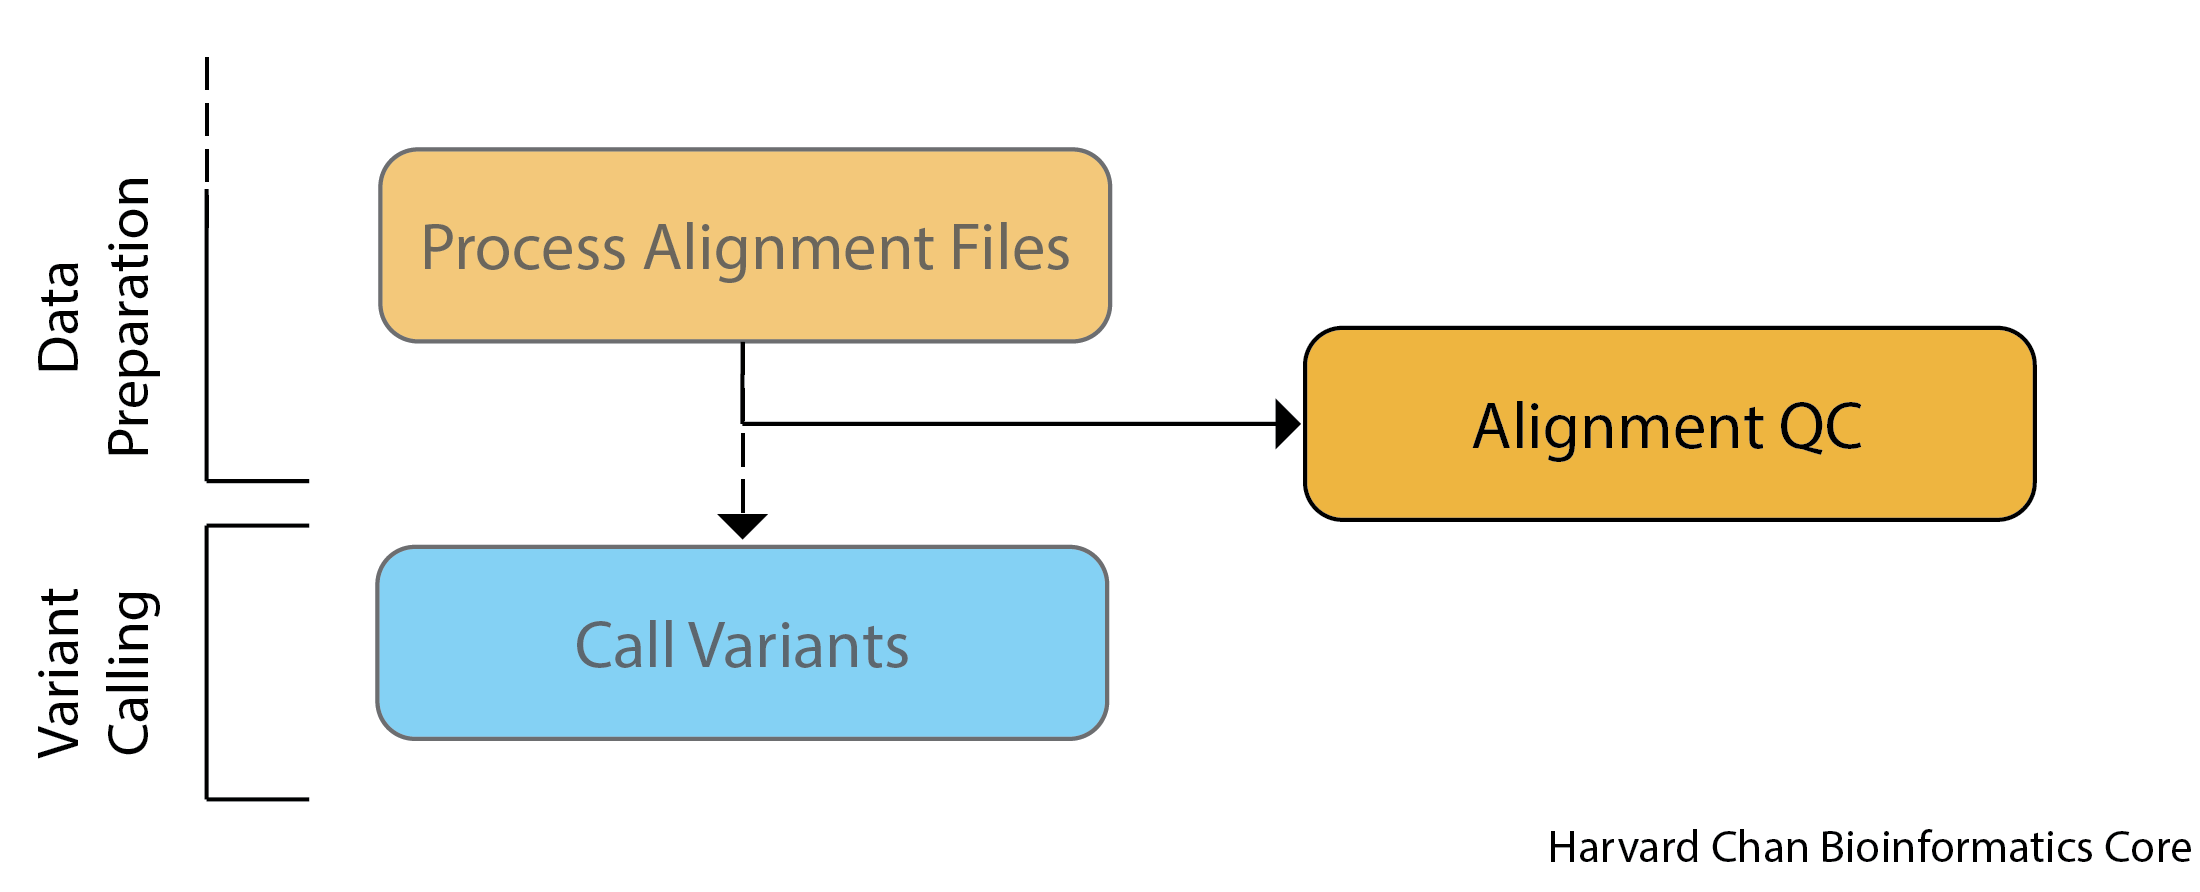 Data
Preparation
Process Alignment Files
Alignment QC
Variant
Calling
Call Variants
Harvard Chan Bioinformatics Core